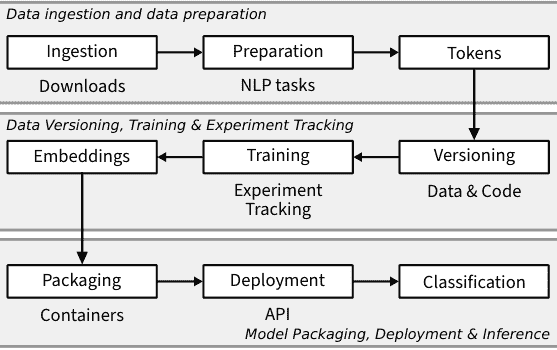 Data ingestion and data preparation
Ingestion
Preparation
Tokens
Downloads
NLP tasks
Data Versioning, Training & Experiment Tracking
Embeddings
Training
Versioning
Experiment
Tracking
Data & Code
Packaging
Deployment
Classification
Containers
API
Model Packaging, Deployment & Inference